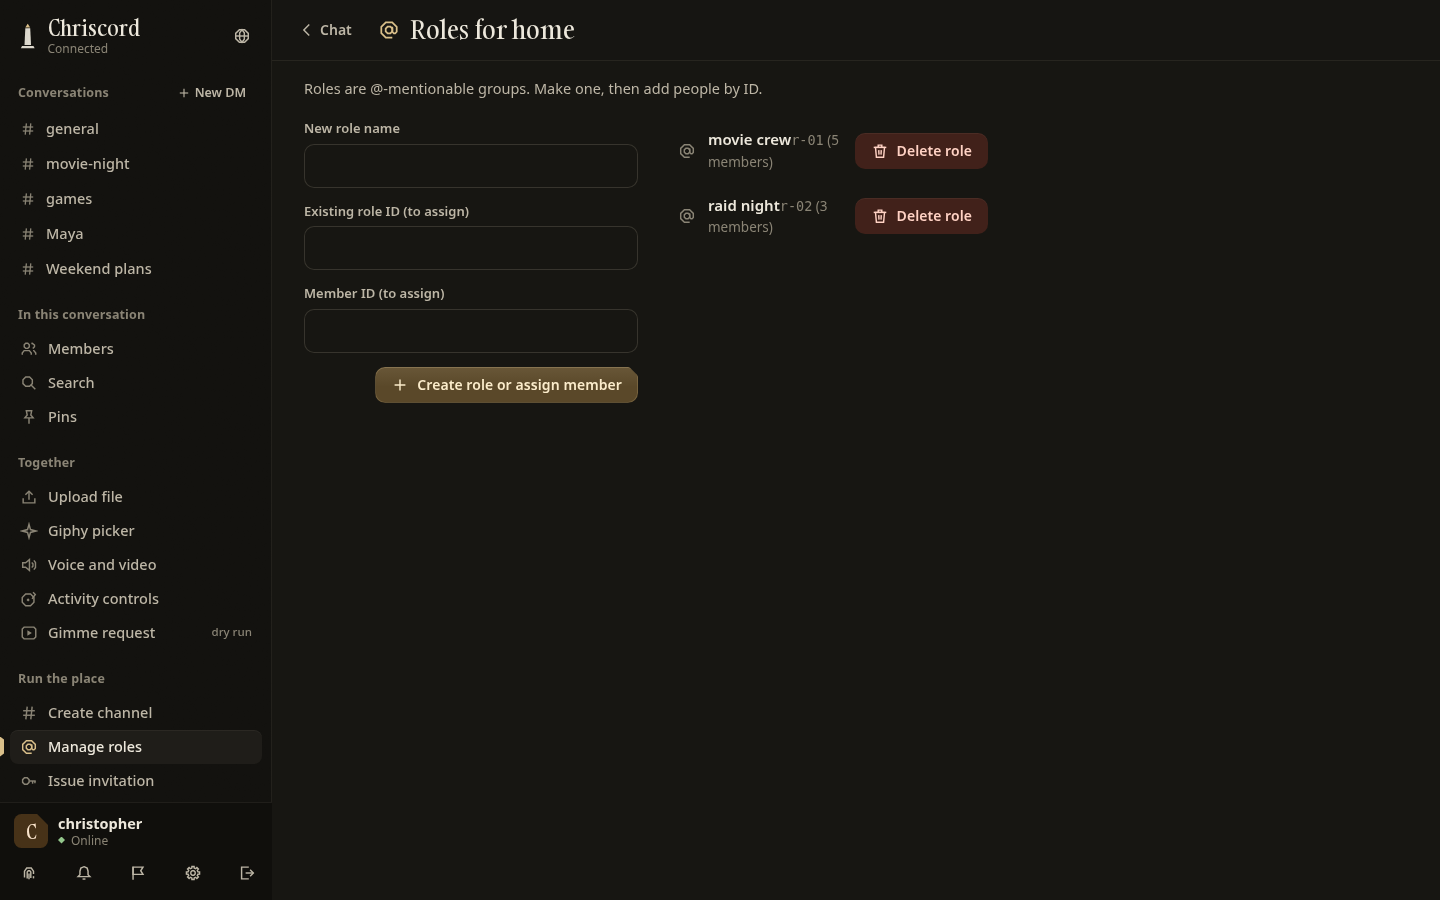 Chriscord
Connected
Conversations
New DM
general
movie-night
games
Maya
Weekend plans
In this conversation
Members
Search
Pins
Together
Upload file
Giphy picker
Voice and video
Activity controls
Gimme request
dry run
Run the place
Create channel
Manage roles
Issue invitation
C
christopher
Online
Chat
Roles for home
Roles are @-mentionable groups. Make one, then add people by ID.
New role name
Existing role ID (to assign)
Member ID (to assign)
Create role or assign member
movie crewr-01 (5
members)
Delete role
raid nightr-02 (3
members)
Delete role